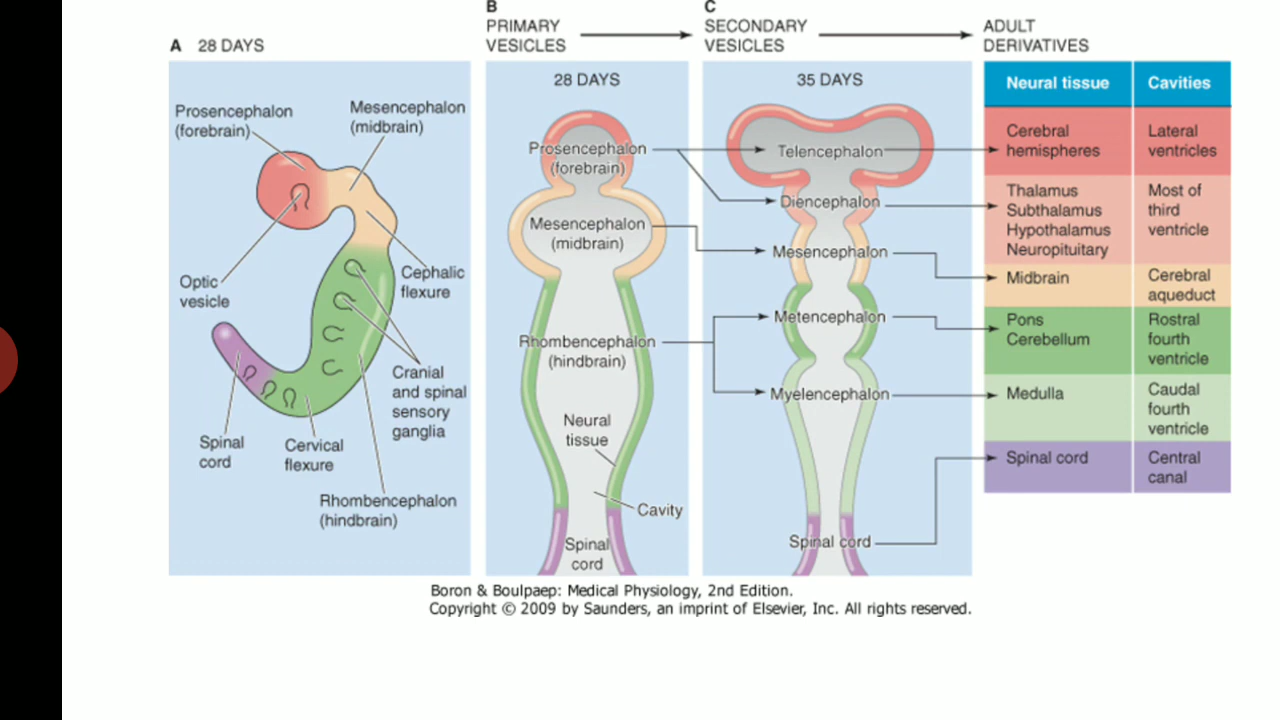 A 28 DAYS
Prosencephalon
(forebrain)
Mesencephalon
(midbrain)
Optic
vesicle
Cephalic
flexure
Cranial
and spinal
sensory
ganglia
Spinal
cord
Cervical
flexure
Rhombencephalon
(hindbrain)
B
PRIMARY
VESICLES
28 DAYS
Prosencephalon
(forebrain)
Mesencephalon
(midbrain)
Rhombencephalon
(hindbrain)
Neural
tissue
Cavity
Spinal
cord
C
SECONDARY
VESICLES
35 DAYS
Telencephalon
Diencephalon
Mesencephalon
Metencephalon
Myelencephalon
Spinal cord
ADULT
DERIVATIVES
Neural tissue
Cavities
Cerebral
hemispheres
Lateral
ventricles
Thalamus
Subthalamus
Hypothalamus
Neuropituitary
Most of
third
ventricle
Midbrain
Cerebral
aqueduct
Pons
Cerebellum
Rostral
fourth
ventricle
Medulla
Caudal
fourth
ventricle
Spinal cord
Central
canal
Boron & Boulpaep: Medical Physiology, 2nd Edition.
Copyright © 2009 by Saunders, an imprint of Elsevier, Inc. All rights reserved.